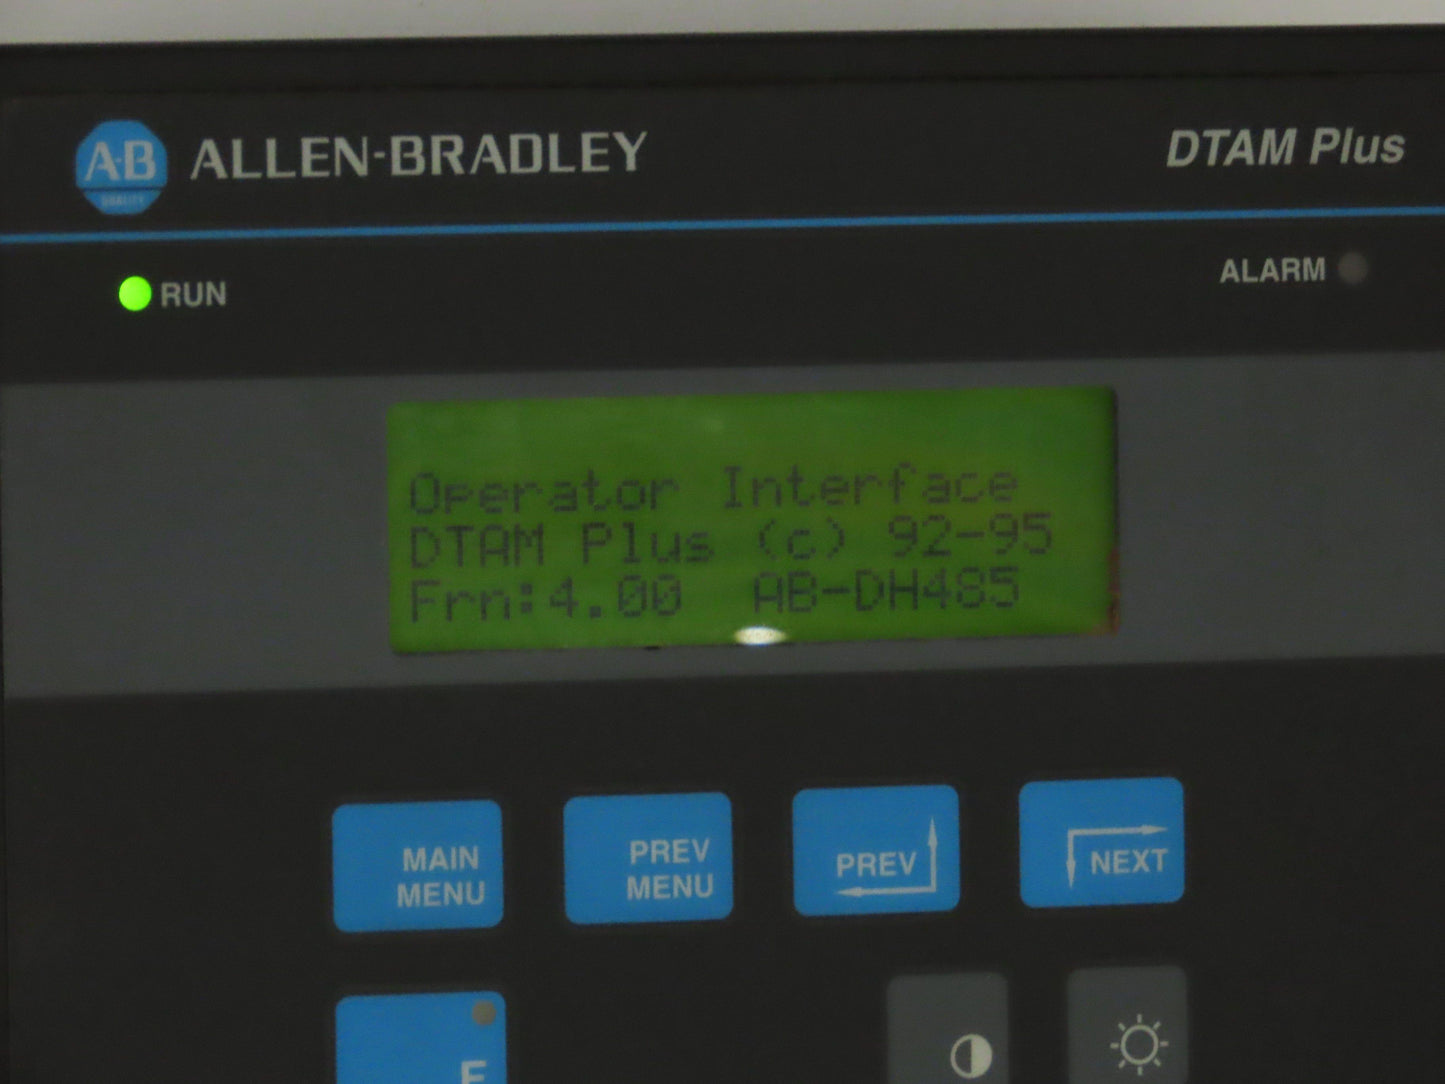 A·B QUALITY ALLEN-BRADLEY DTAM Plus
RUN ALARM
Operator Interface
DTAM Plus (c) 92-95
Frn:4.00 AB-DH485
MAIN MENU
PREV MENU
PREV
NEXT
F